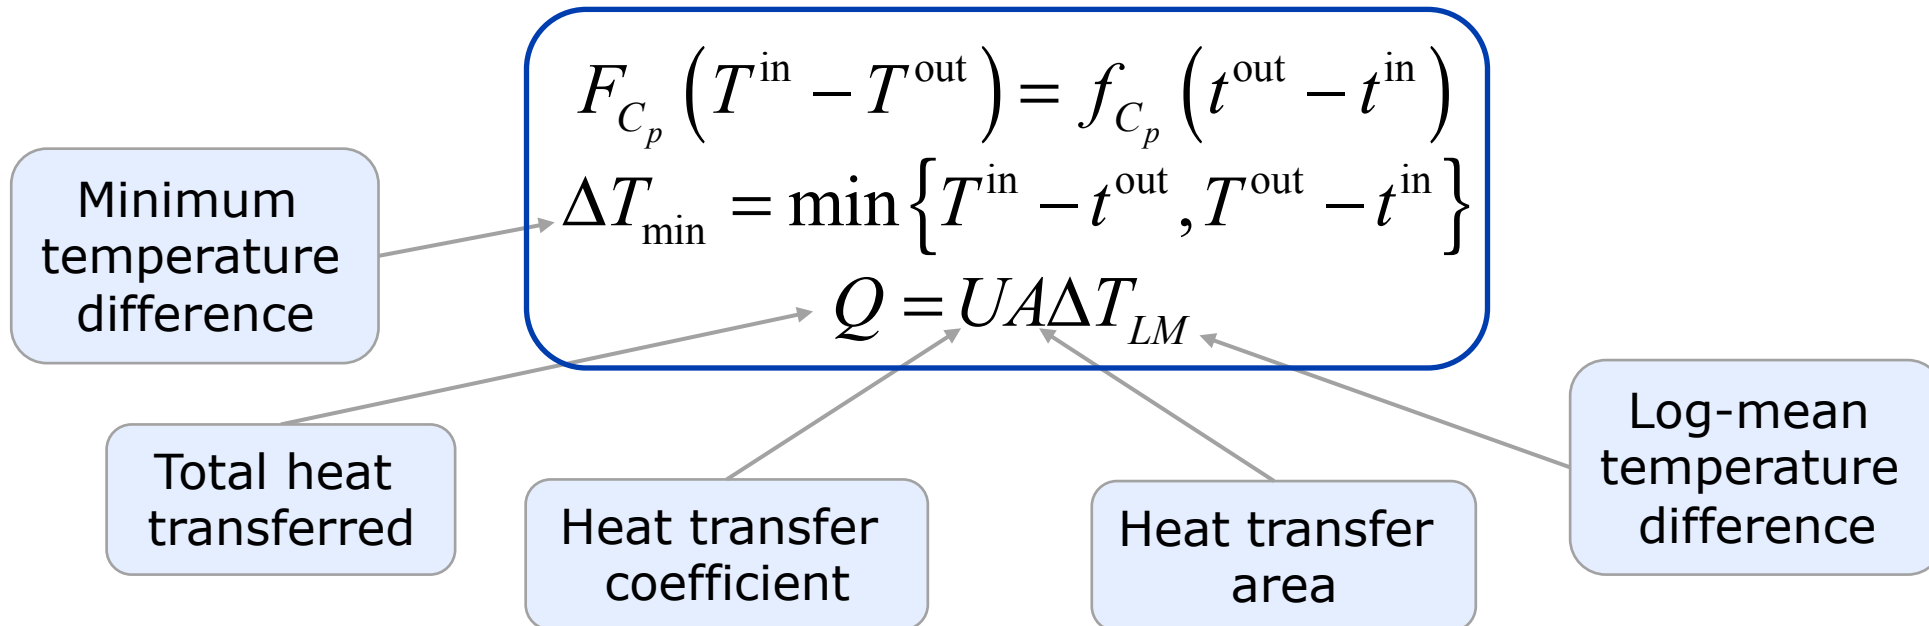 F_{C_p} (T^{in} − T^{out}) = f_{C_p} (t^{out} − t^{in})
ΔT_{min} = min{T^{in} − t^{out}, T^{out} − t^{in}}
Q = UAΔT_{LM}
Minimum
temperature
difference
Total heat
transferred
Heat transfer
coefficient
Heat transfer
area
Log-mean
temperature
difference